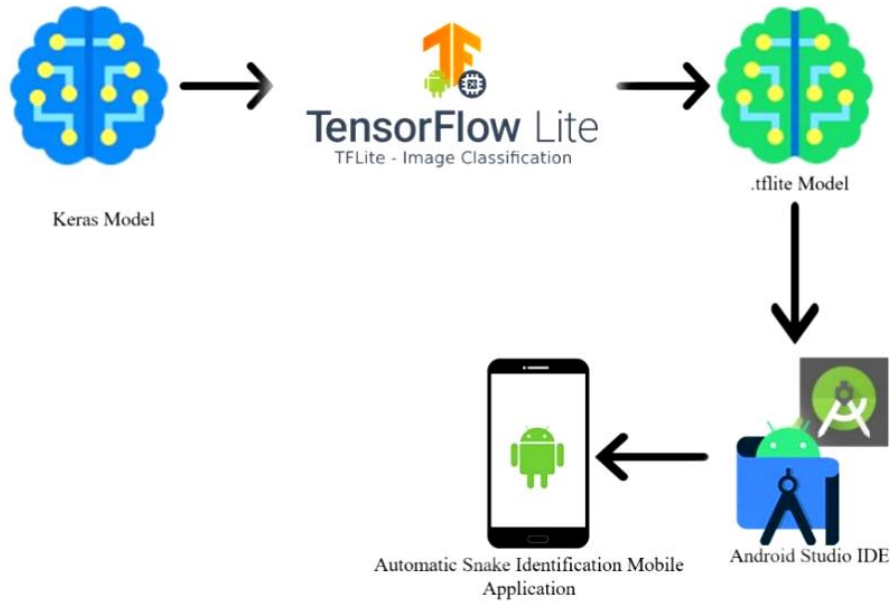 TensorFlow Lite
TFLite - Image Classification
.tflite Model
Keras Model
Automatic Snake Identification Mobile
Application
Android Studio IDE